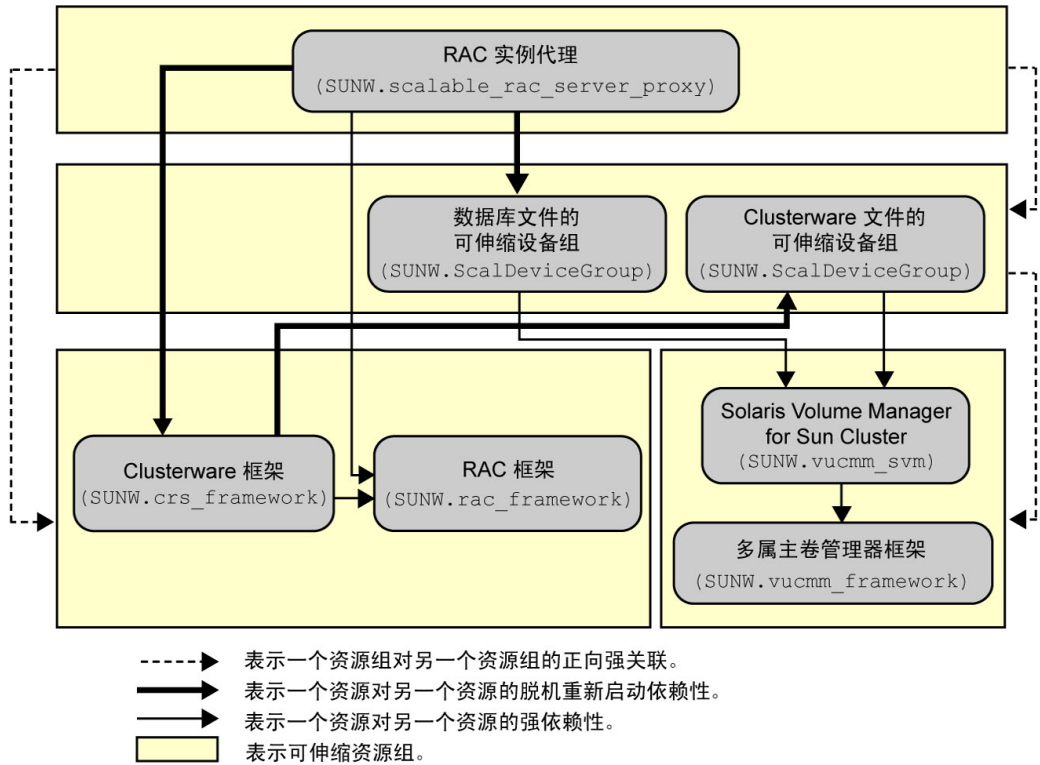 RAC 实例代理
(SUNW.scalable_rac_server_proxy)
数据库文件的
可伸缩设备组
(SUNW.ScalDeviceGroup)
Clusterware 文件的
可伸缩设备组
(SUNW.ScalDeviceGroup)
Clusterware 框架
(SUNW.crs_framework)
RAC 框架
(SUNW.rac_framework)
Solaris Volume Manager
for Sun Cluster
(SUNW.vucmm_svm)
多属主卷管理器框架
(SUNW.vucmm_framework)
表示一个资源组对另一个资源组的正向强关联。
表示一个资源对另一个资源的脱机重新启动依赖性。
表示一个资源对另一个资源的强依赖性。
表示可伸缩资源组。